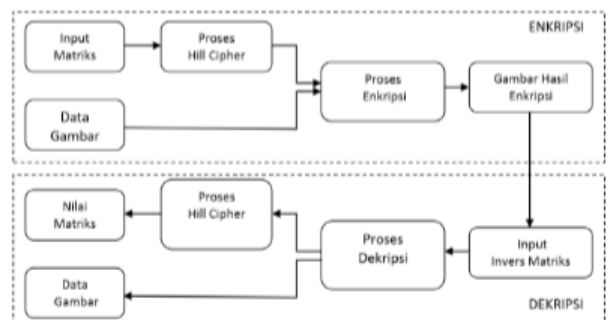 ENKRIPSI
Input
Matriks
Proses
Hill Cipher
Data
Gambar
Proses
Enkripsi
Gambar Hasil
Enkripsi
Nilai
Matriks
Proses
Hill Cipher
Data
Gambar
Proses
Dekripsi
Input
Invers Matriks
DEKRIPSI